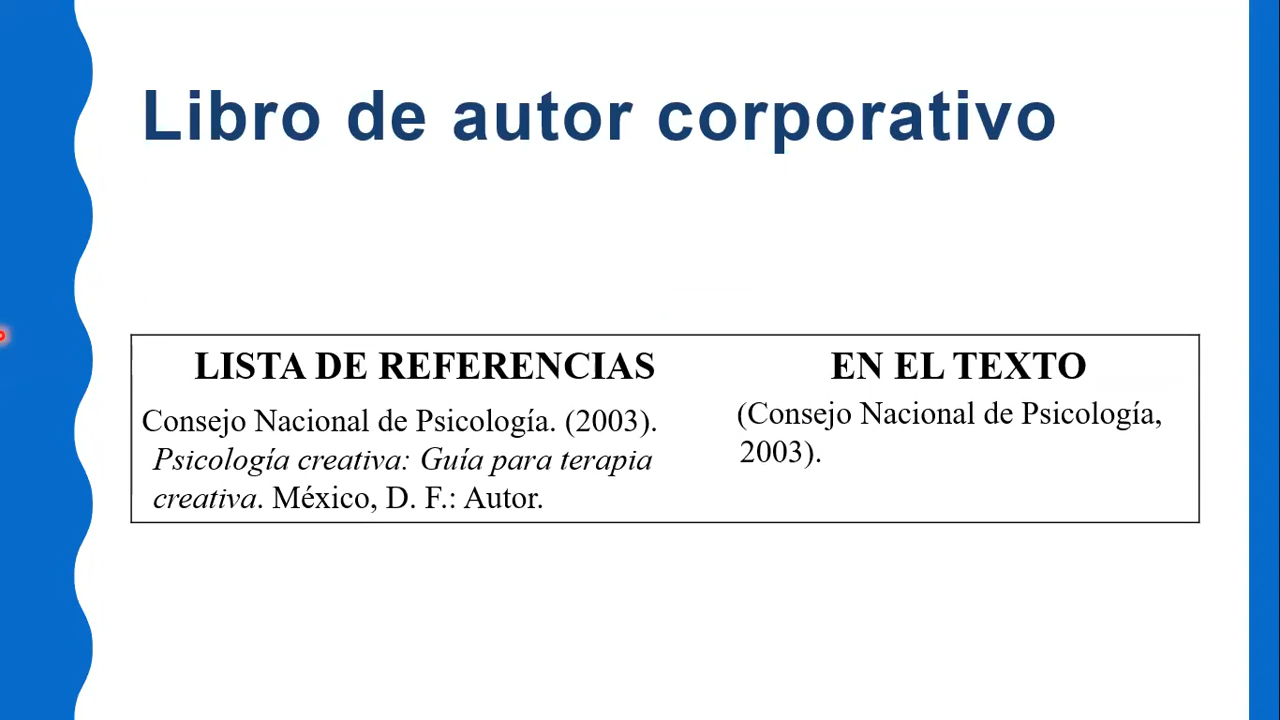 Libro de autor corporativo
LISTA DE REFERENCIAS
Consejo Nacional de Psicología. (2003).
Psicología creativa: Guía para terapia
creativa. México, D. F.: Autor.
EN EL TEXTO
(Consejo Nacional de Psicología,
2003).